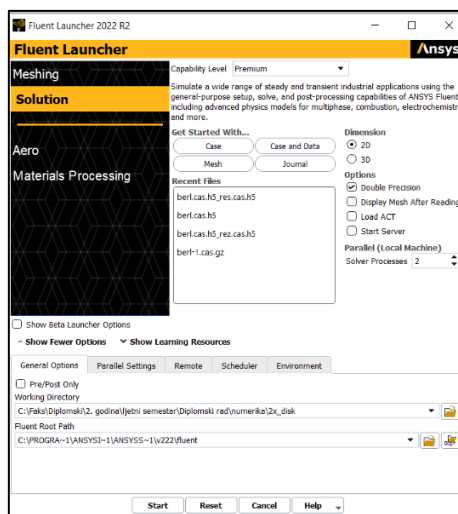 Fluent Launcher 2022 R2
Fluent Launcher
Ansys
Meshing
Solution
Aero
Materials Processing
Capability Level Premium
Simulate a wide range of steady and transient industrial applications using the
general-purpose setup, solve, and post-processing capabilities of ANSYS Fluent
including advanced physics models for multiphase, combustion, electrochemistr
and more.
Get Started With...
Case
Case and Data
Mesh
Journal
Recent Files
berl.cas.h5_res.cas.h5
berl.cas.h5
berl.cas.h5_rez.cas.h5
berl-1.cas.gz
Dimension
2D
3D
Options
Double Precision
Display Mesh After Reading
Load ACT
Start Server
Parallel (Local Machine)
Solver Processes 2
Show Beta Launcher Options
Show Fewer Options Show Learning Resources
General Options Parallel Settings Remote Scheduler Environment
Pre/Post Only
Working Directory
C:\Faks\Diplomski\2. godina\ljetni semestar\Diplomski rad\numerika\2x_disk
Fluent Root Path
C:\PROGRA~1\ANSYSI~1\ANSYSS~1\v222\fluent
Start Reset Cancel Help